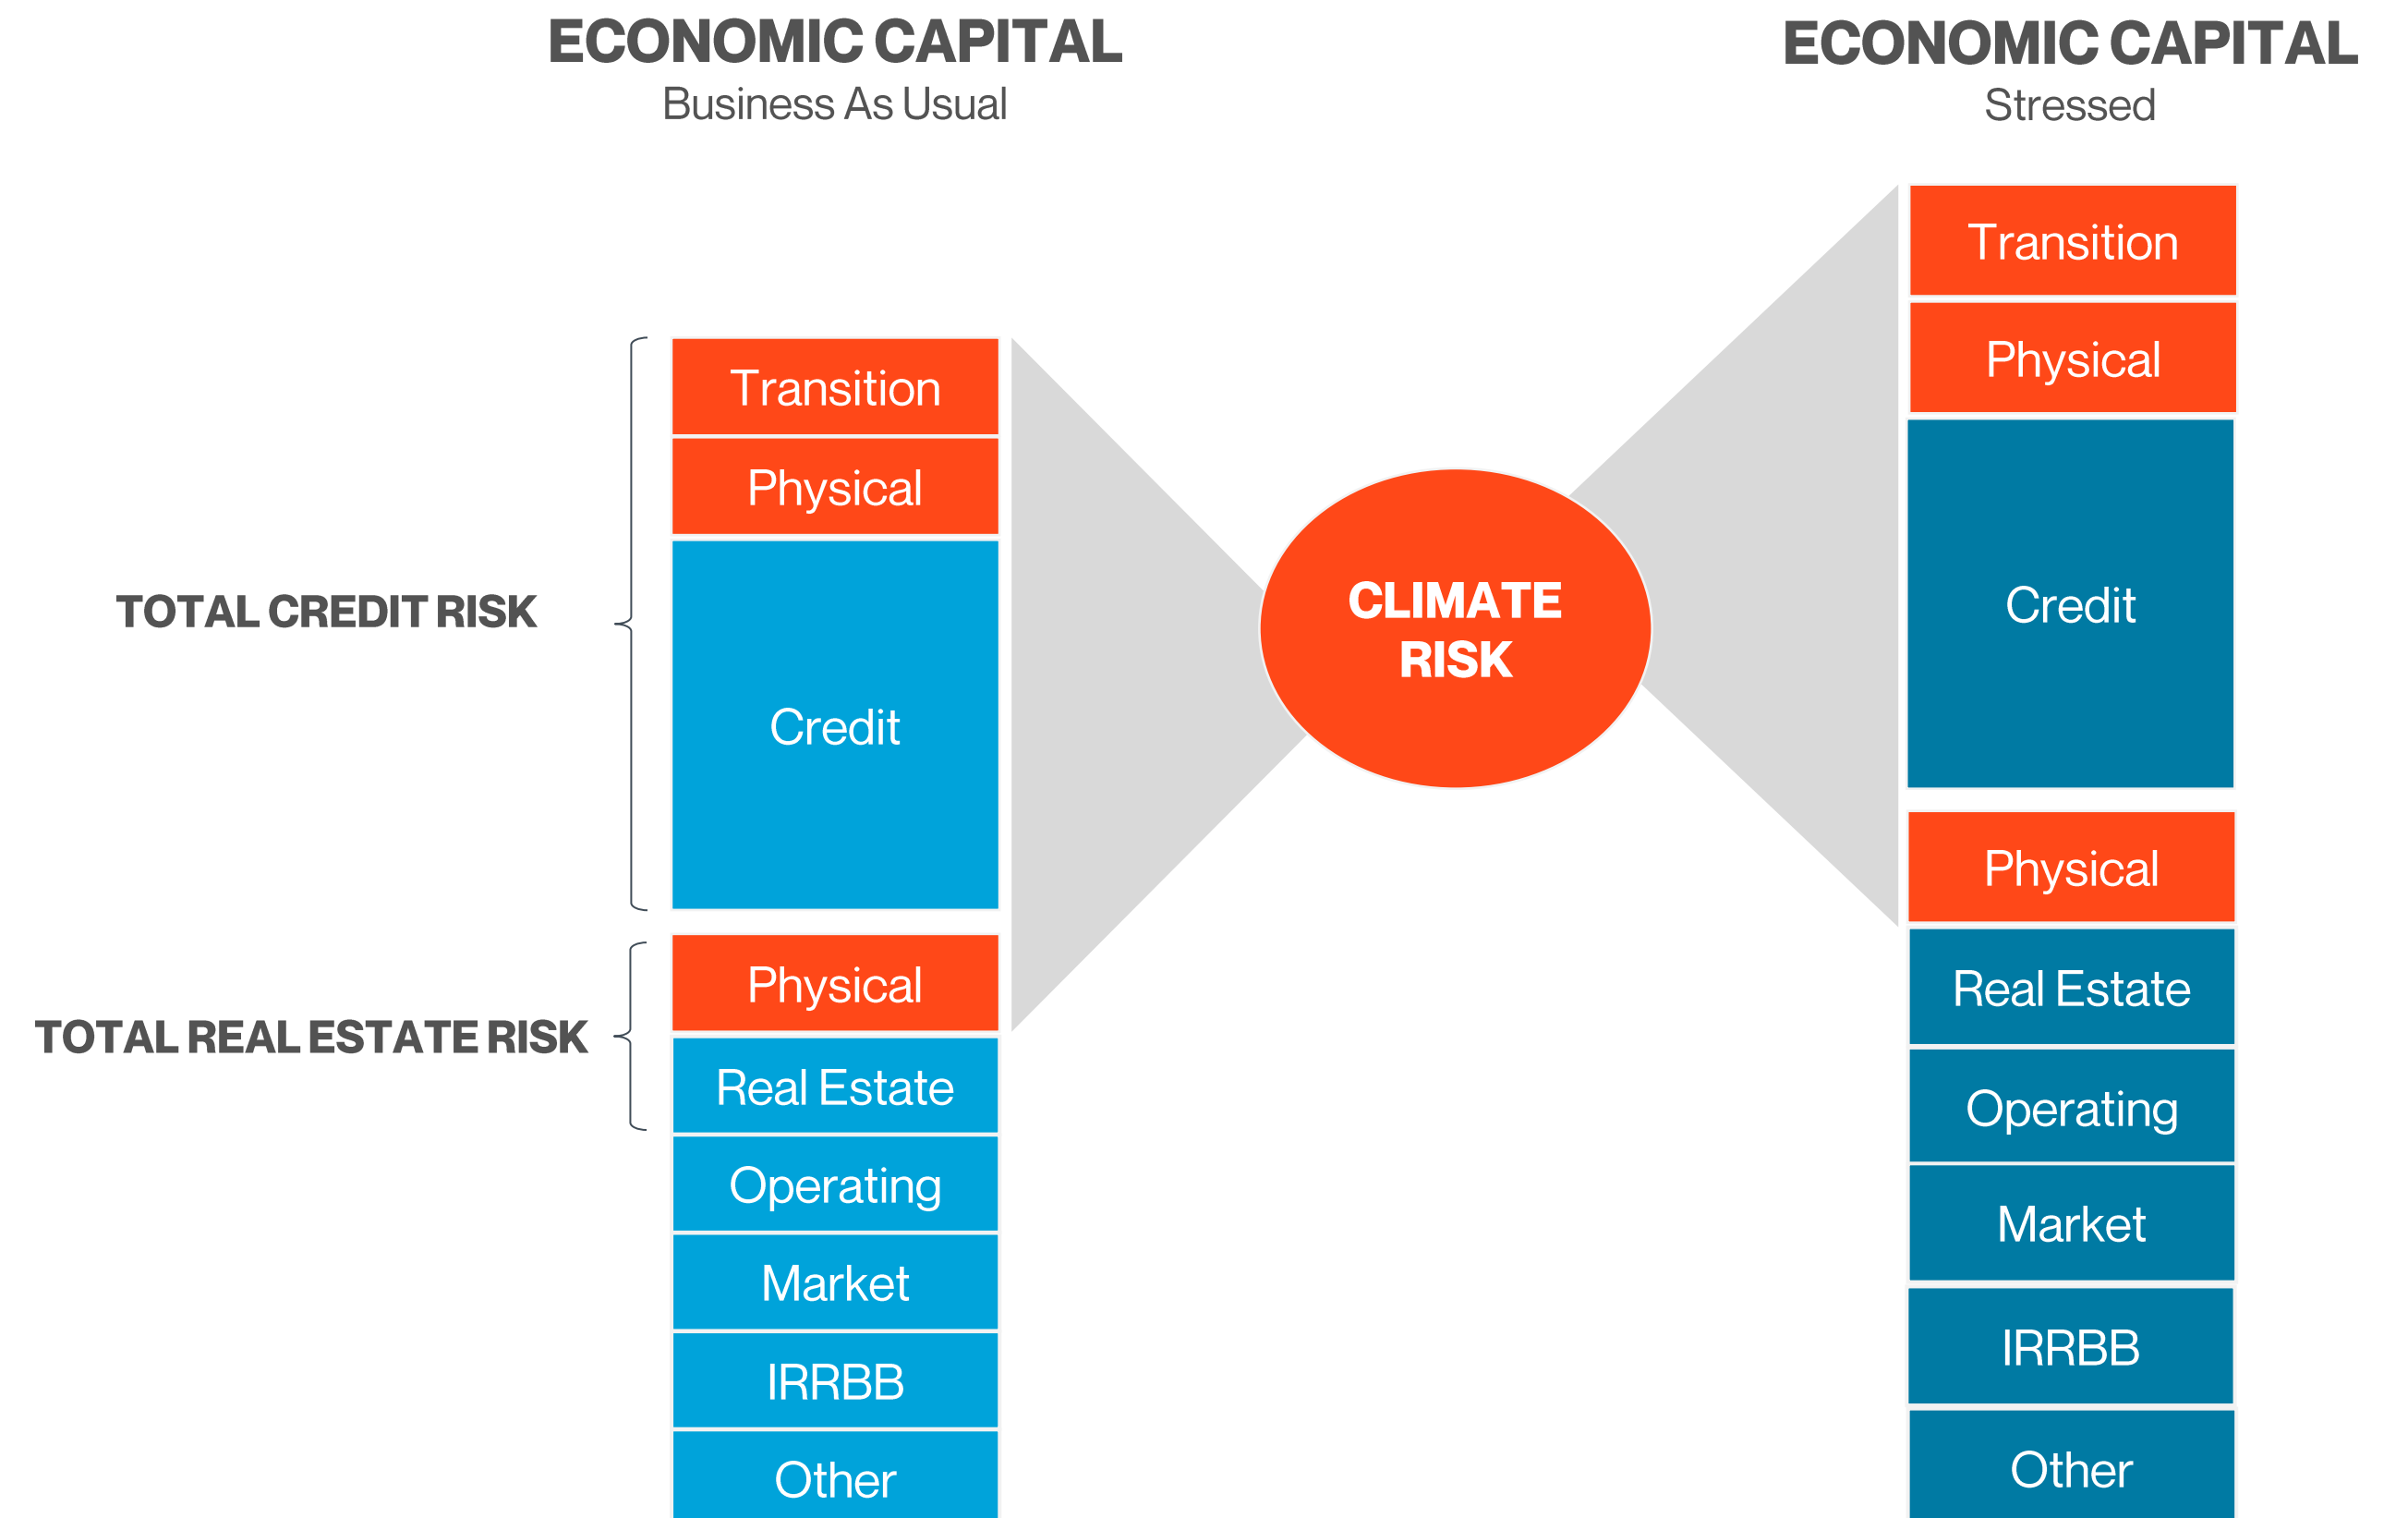 ECONOMIC CAPITAL
Business As Usual
TOTAL CREDIT RISK
TOTAL REAL ESTATE RISK
Transition
Physical
Credit
Physical
Real Estate
Operating
Market
IRRBB
Other
CLIMATE
RISK
ECONOMIC CAPITAL
Stressed
Transition
Physical
Credit
Physical
Real Estate
Operating
Market
IRRBB
Other